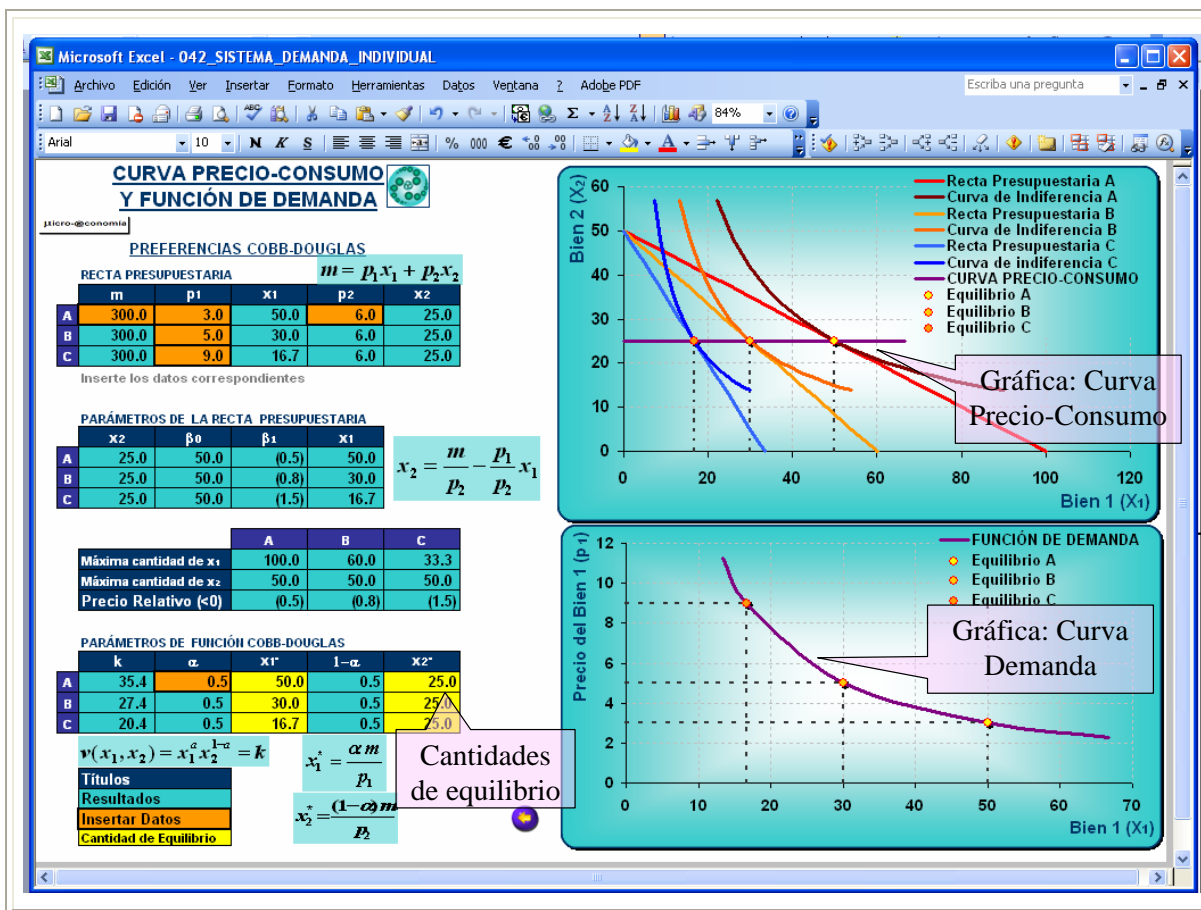 Microsoft Excel - 042_SISTEMA_DEMANDA_INDIVIDUAL
Archivo Edición Ver Insertar Formato Herramientas Datos Ventana ? Adobe PDF
Escriba una pregunta
84%
Arial 10 N K S % 000 €
CURVA PRECIO-CONSUMO
Y FUNCIÓN DE DEMANDA
µicro-@conomía
PREFERENCIAS COBB-DOUGLAS
RECTA PRESUPUESTARIA
m = p1x1 + p2x2
m p1 X1 p2 X2
A 300.0 3.0 50.0 6.0 25.0
B 300.0 5.0 30.0 6.0 25.0
C 300.0 9.0 16.7 6.0 25.0
Inserte los datos correspondientes
PARÁMETROS DE LA RECTA PRESUPUESTARIA
X2 β0 β1 X1
A 25.0 50.0 (0.5) 50.0
B 25.0 50.0 (0.8) 30.0
C 25.0 50.0 (1.5) 16.7
x2 = m/p2 - p1/p2 x1
A B C
Máxima cantidad de x1 100.0 60.0 33.3
Máxima cantidad de x2 50.0 50.0 50.0
Precio Relativo (<0) (0.5) (0.8) (1.5)
PARÁMETROS DE FUNCIÓN COBB-DOUGLAS
k α X1* 1-α X2*
A 35.4 0.5 50.0 0.5 25.0
B 27.4 0.5 30.0 0.5 25.0
C 20.4 0.5 16.7 0.5 25.0
v(x1,x2) = x1^α x2^1-α = k
x1* = αm/p1
x2* = (1-α)m/p2
Títulos
Resultados
Insertar Datos
Cantidad de Equilibrio
Cantidades
de equilibrio
Bien 2 (X2)
60
50
40
30
20
10
0
0 20 40 60 80 100 120
Bien 1 (X1)
Recta Presupuestaria A
Curva de Indiferencia A
Recta Presupuestaria B
Curva de Indiferencia B
Recta Presupuestaria C
Curva de indiferencia C
CURVA PRECIO-CONSUMO
Equilibrio A
Equilibrio B
Equilibrio C
Gráfica: Curva
Precio-Consumo
Precio del Bien 1 (p1)
12
10
8
6
4
2
0
0 10 20 30 40 50 60 70
Bien 1 (X1)
FUNCIÓN DE DEMANDA
Equilibrio A
Equilibrio B
Equilibrio C
Gráfica: Curva
Demanda